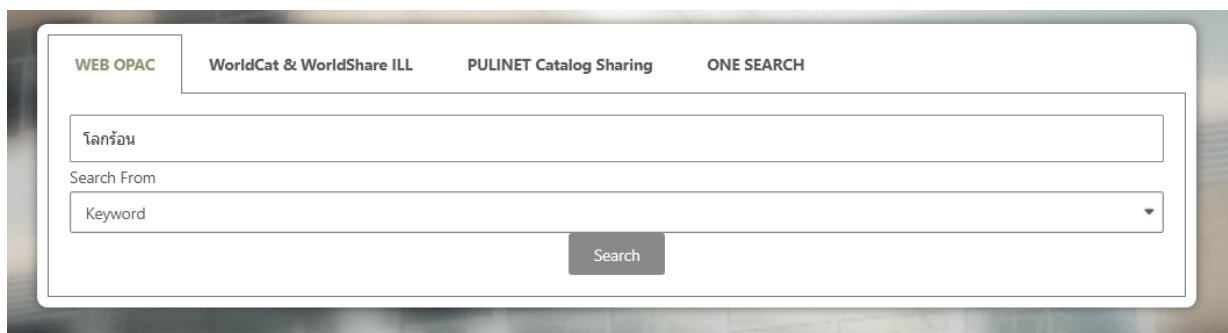 WEB OPAC WorldCat & WorldShare ILL PULINET Catalog Sharing ONE SEARCH
โลกร้อน
Search From
Keyword
Search